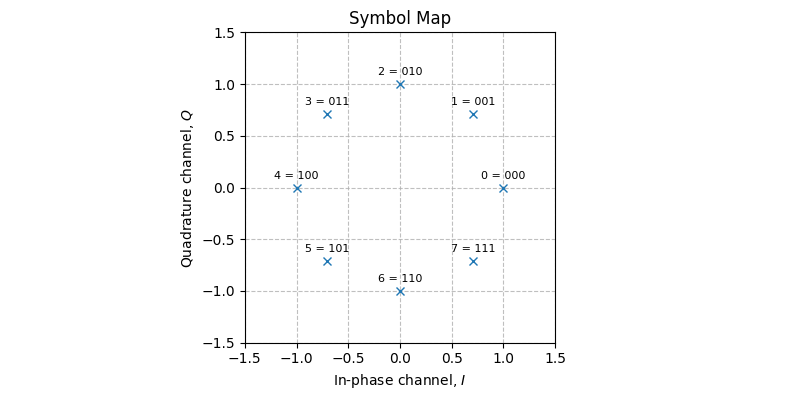 Symbol Map
1.5
1.0
0.5
0.0
−0.5
−1.0
−1.5
Quadrature channel, Q
2 = 010
3 = 011
1 = 001
4 = 100
0 = 000
5 = 101
7 = 111
6 = 110
−1.5 −1.0 −0.5 0.0 0.5 1.0 1.5
In-phase channel, I